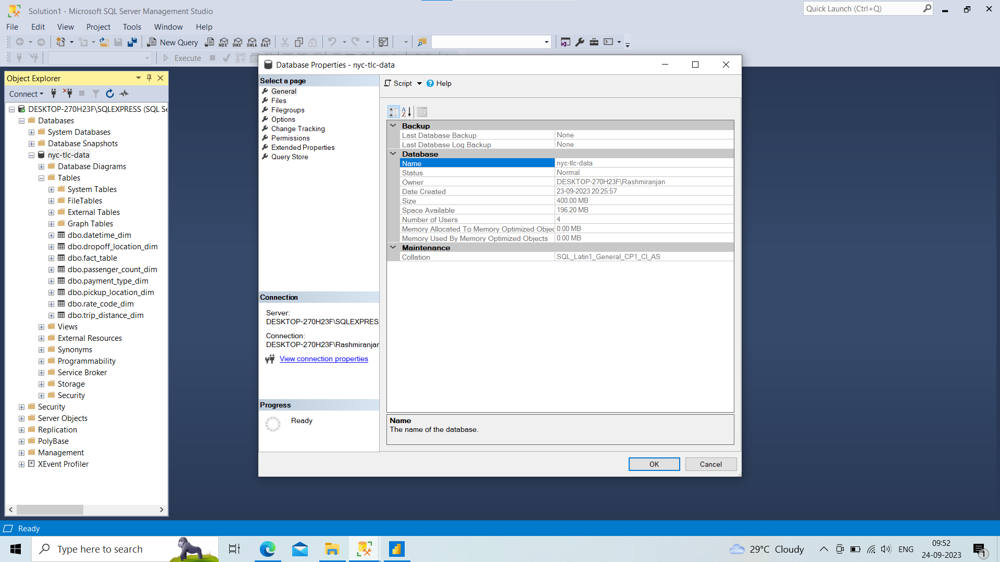 Solution1 - Microsoft SQL Server Management Studio
Quick Launch (Ctrl+Q)
File Edit View Project Tools Window Help
New Query MDX DMX XMLA DAX
Execute
Object Explorer
Connect
DESKTOP-270H23F\SQLEXPRESS (SQL Se
Databases
System Databases
Database Snapshots
nyc-tlc-data
Database Diagrams
Tables
System Tables
FileTables
External Tables
Graph Tables
dbo.datetime_dim
dbo.dropoff_location_dim
dbo.fact_table
dbo.passenger_count_dim
dbo.payment_type_dim
dbo.pickup_location_dim
dbo.rate_code_dim
dbo.trip_distance_dim
Views
External Resources
Synonyms
Programmability
Service Broker
Storage
Security
Security
Server Objects
Replication
PolyBase
Management
XEvent Profiler
Database Properties - nyc-tlc-data
Select a page
General
Files
Filegroups
Options
Change Tracking
Permissions
Extended Properties
Query Store
Connection
Server:
DESKTOP-270H23F\SQLEXPRES
Connection:
DESKTOP-270H23F\Rashmiranjar
View connection properties
Progress
Ready
Script Help
Backup
Last Database Backup None
Last Database Log Backup None
Database
Name nyc-tlc-data
Status Normal
Owner DESKTOP-270H23F\Rashmiranjan
Date Created 23-09-2023 20:25:57
Size 400.00 MB
Space Available 196.20 MB
Number of Users 4
Memory Allocated To Memory Optimized Objec 0.00 MB
Memory Used By Memory Optimized Objects 0.00 MB
Maintenance
Collation SQL_Latin1_General_CP1_CI_AS
Name
The name of the database.
OK Cancel
Ready
Type here to search
29°C Cloudy
ENG
09:52
24-09-2023
1